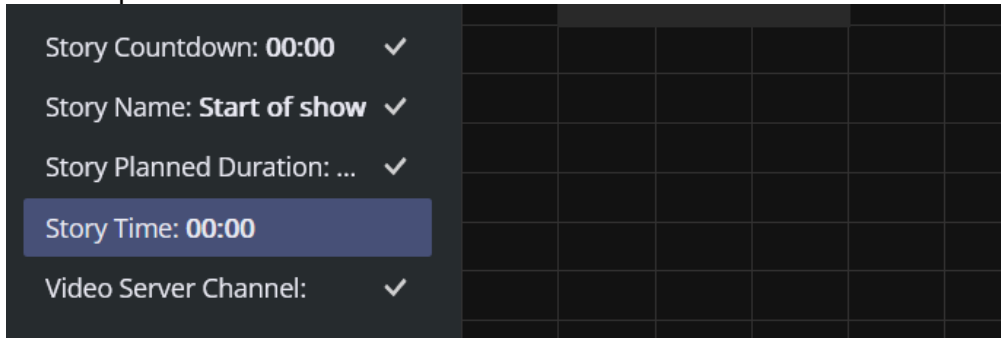 Story Countdown: 00:00
Story Name: Start of show
Story Planned Duration: ...
Story Time: 00:00
Video Server Channel: